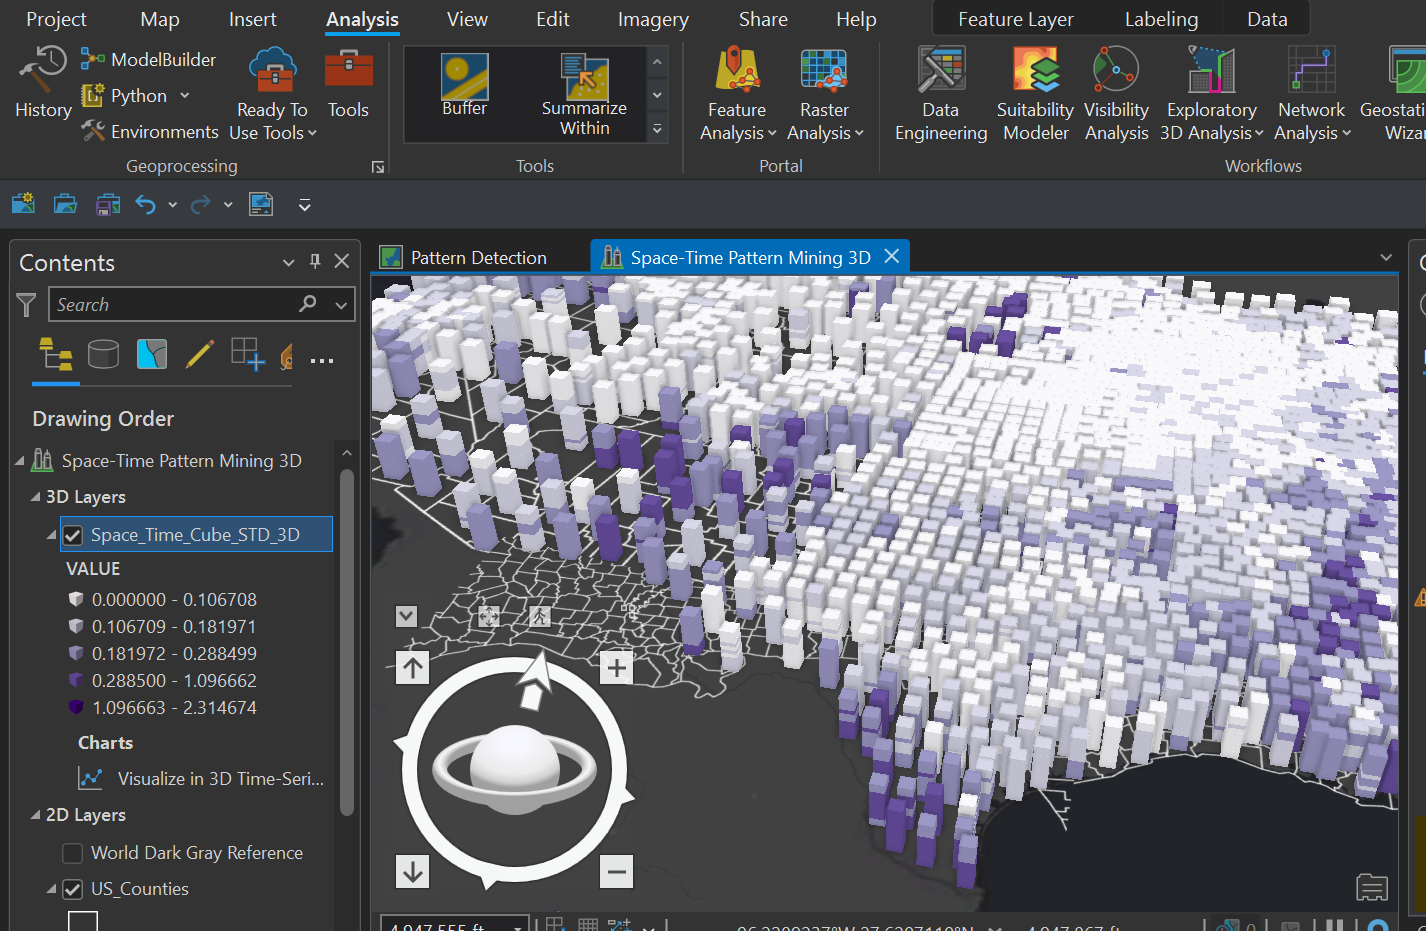 Project Map Insert Analysis View Edit Imagery Share Help Feature Layer Labeling Data
History
ModelBuilder
Python
Environments
Ready To
Use Tools
Tools
Buffer
Summarize
Within
Feature
Analysis
Raster
Analysis
Data
Engineering
Suitability
Modeler
Visibility
Analysis
Exploratory
3D Analysis
Network
Analysis
Geoprocessing
Tools
Portal
Workflows
Contents
Search
Drawing Order
Space-Time Pattern Mining 3D
3D Layers
Space_Time_Cube_STD_3D
VALUE
0.000000 - 0.106708
0.106709 - 0.181971
0.181972 - 0.288499
0.288500 - 1.096662
1.096663 - 2.314674
Charts
Visualize in 3D Time-Seri...
2D Layers
World Dark Gray Reference
US_Counties
Pattern Detection
Space-Time Pattern Mining 3D